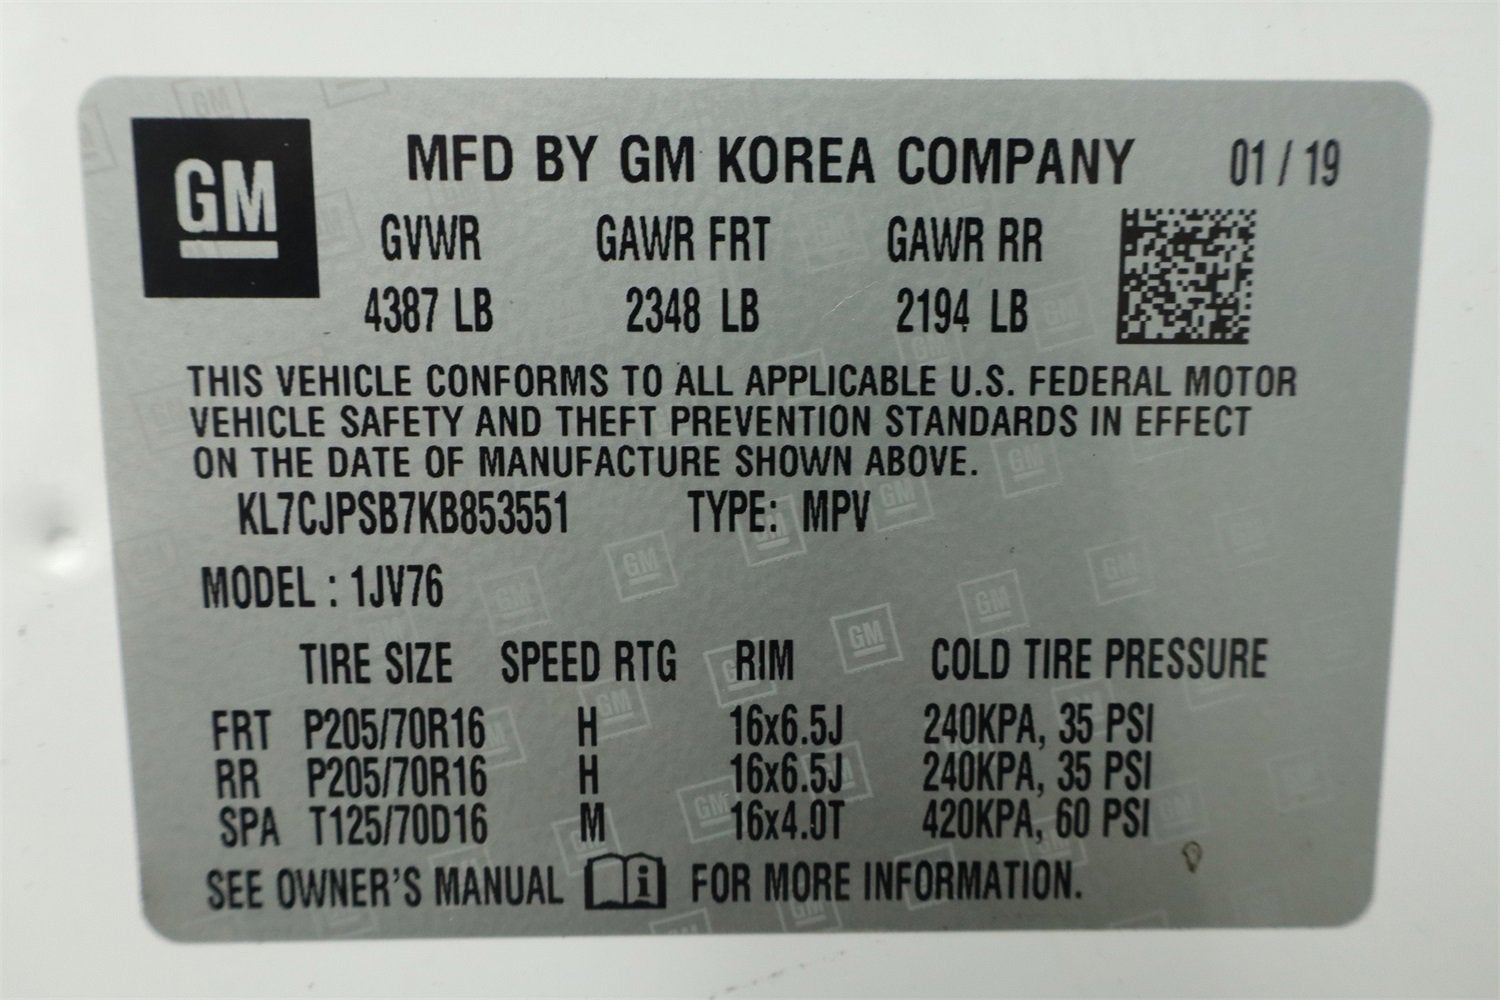 GM
MFD BY GM KOREA COMPANY 01 / 19
GVWR GAWR FRT GAWR RR
4387 LB 2348 LB 2194 LB
THIS VEHICLE CONFORMS TO ALL APPLICABLE U.S. FEDERAL MOTOR
VEHICLE SAFETY AND THEFT PREVENTION STANDARDS IN EFFECT
ON THE DATE OF MANUFACTURE SHOWN ABOVE.
KL7CJPSB7KB853551 TYPE: MPV
MODEL : 1JV76
TIRE SIZE SPEED RTG RIM COLD TIRE PRESSURE
FRT P205/70R16 H 16x6.5J 240KPA, 35 PSI
RR P205/70R16 H 16x6.5J 240KPA, 35 PSI
SPA T125/70D16 M 16x4.0T 420KPA, 60 PSI
SEE OWNER'S MANUAL i FOR MORE INFORMATION.